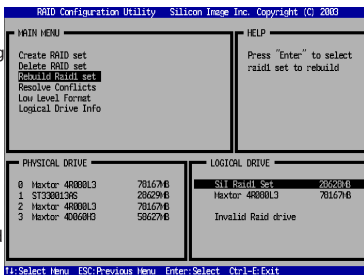 RAID Configuration Utility Silicon Image Inc. Copyright (C) 2003
MAIN MENU
Create RAID set
Delete RAID set
Rebuild Raid1 set
Resolve Conflicts
Low Level Format
Logical Drive Info
HELP
Press "Enter" to select
raid1 set to rebuild
PHYSICAL DRIVE
0 Maxtor 4R080L3 78167MB
1 ST330013AS 28629MB
2 Maxtor 4R080L3 78167MB
3 Maxtor 4D060H3 58627MB
LOGICAL DRIVE
SiI Raid1 Set 28628MB
Maxtor 4R080L3 78167MB
Invalid Raid drive
↑↓:Select Menu ESC:Previous Menu Enter:Select Ctrl-E:Exit